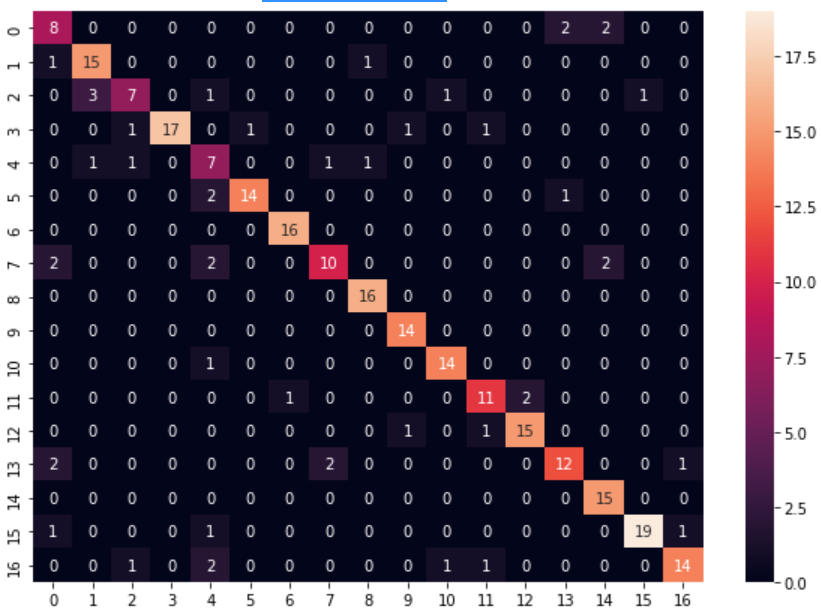 0 8 0 0 0 0 0 0 0 0 0 0 0 0 2 2 0 0
1 1 15 0 0 0 0 0 0 1 0 0 0 0 0 0 0 0
2 0 3 7 0 1 0 0 0 0 0 1 0 0 0 0 1 0
3 0 0 1 17 0 1 0 0 0 1 0 1 0 0 0 0 0
4 0 1 1 0 7 0 0 1 1 0 0 0 0 0 0 0 0
5 0 0 0 0 2 14 0 0 0 0 0 0 0 1 0 0 0
6 0 0 0 0 0 0 16 0 0 0 0 0 0 0 0 0 0
7 2 0 0 0 2 0 0 10 0 0 0 0 0 0 2 0 0
8 0 0 0 0 0 0 0 0 16 0 0 0 0 0 0 0 0
9 0 0 0 0 0 0 0 0 0 14 0 0 0 0 0 0 0
10 0 0 0 0 1 0 0 0 0 0 14 0 0 0 0 0 0
11 0 0 0 0 0 0 1 0 0 0 0 11 2 0 0 0 0
12 0 0 0 0 0 0 0 0 0 1 0 1 15 0 0 0 0
13 2 0 0 0 0 0 0 2 0 0 0 0 0 12 0 0 1
14 0 0 0 0 0 0 0 0 0 0 0 0 0 0 15 0 0
15 1 0 0 0 1 0 0 0 0 0 0 0 0 0 0 19 1
16 0 0 1 0 2 0 0 0 0 0 1 1 0 0 0 0 14
0 1 2 3 4 5 6 7 8 9 10 11 12 13 14 15 16
17.5
15.0
12.5
10.0
7.5
5.0
2.5
0.0